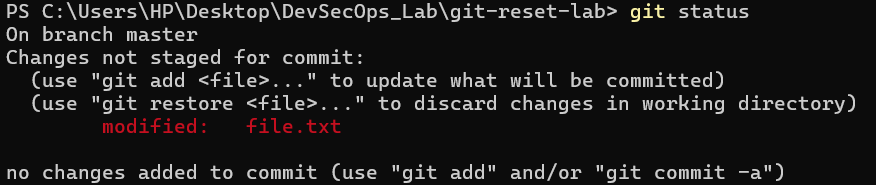 PS C:\Users\HP\Desktop\DevSecOps_Lab\git-reset-lab> git status
On branch master
Changes not staged for commit:
  (use "git add <file>..." to update what will be committed)
  (use "git restore <file>..." to discard changes in working directory)
        modified:   file.txt

no changes added to commit (use "git add" and/or "git commit -a")